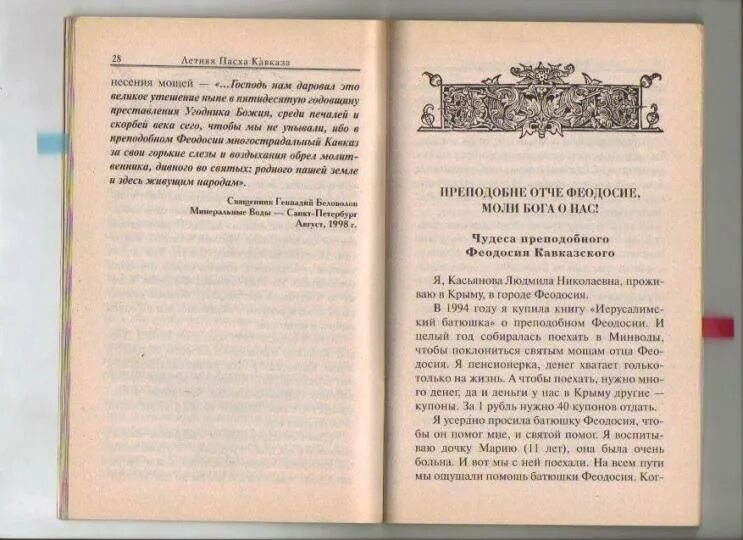 28
Летняя Пасха Кавказа
несения мощей — «...Господь нам даровал это
великое утешение ныне в пятидесятую годовщину
преставления Угодника Божия, среди печалей и
скорбей века сего, чтобы мы не унывали, ибо в
преподобном Феодосии многострадальный Кавказ
за свои горькие слезы и воздыхания обрел молит-
венника, дивного во святых: родного нашей земле
и здесь живущим народам».
Священник Геннадий Беловолов
Минеральные Воды — Санкт-Петербург
Август, 1998 г.
ПРЕПОДОБНЕ ОТЧЕ ФЕОДОСИЕ,
МОЛИ БОГА О НАС!
Чудеса преподобного
Феодосия Кавказского
Я, Касьянова Людмила Николаевна, прожи-
ваю в Крыму, в городе Феодосия.
В 1994 году я купила книгу «Иерусалим-
ский батюшка» о преподобном Феодосии. И
целый год собиралась поехать в Минводы,
чтобы поклониться святым мощам отца Фео-
досия. Я пенсионерка, денег хватает только-
только на жизнь. А чтобы поехать, нужно мно-
го денег, да и деньги у нас в Крыму другие —
купоны. За 1 рубль нужно 40 купонов отдать.
Я усердно просила батюшку Феодосия, что-
бы он помог мне, и святой помог. Я воспиты-
ваю дочку Марию (11 лет), она была очень
больна. И вот мы с ней поехали. На всем пути
мы ощущали помощь батюшки Феодосия. Ког-